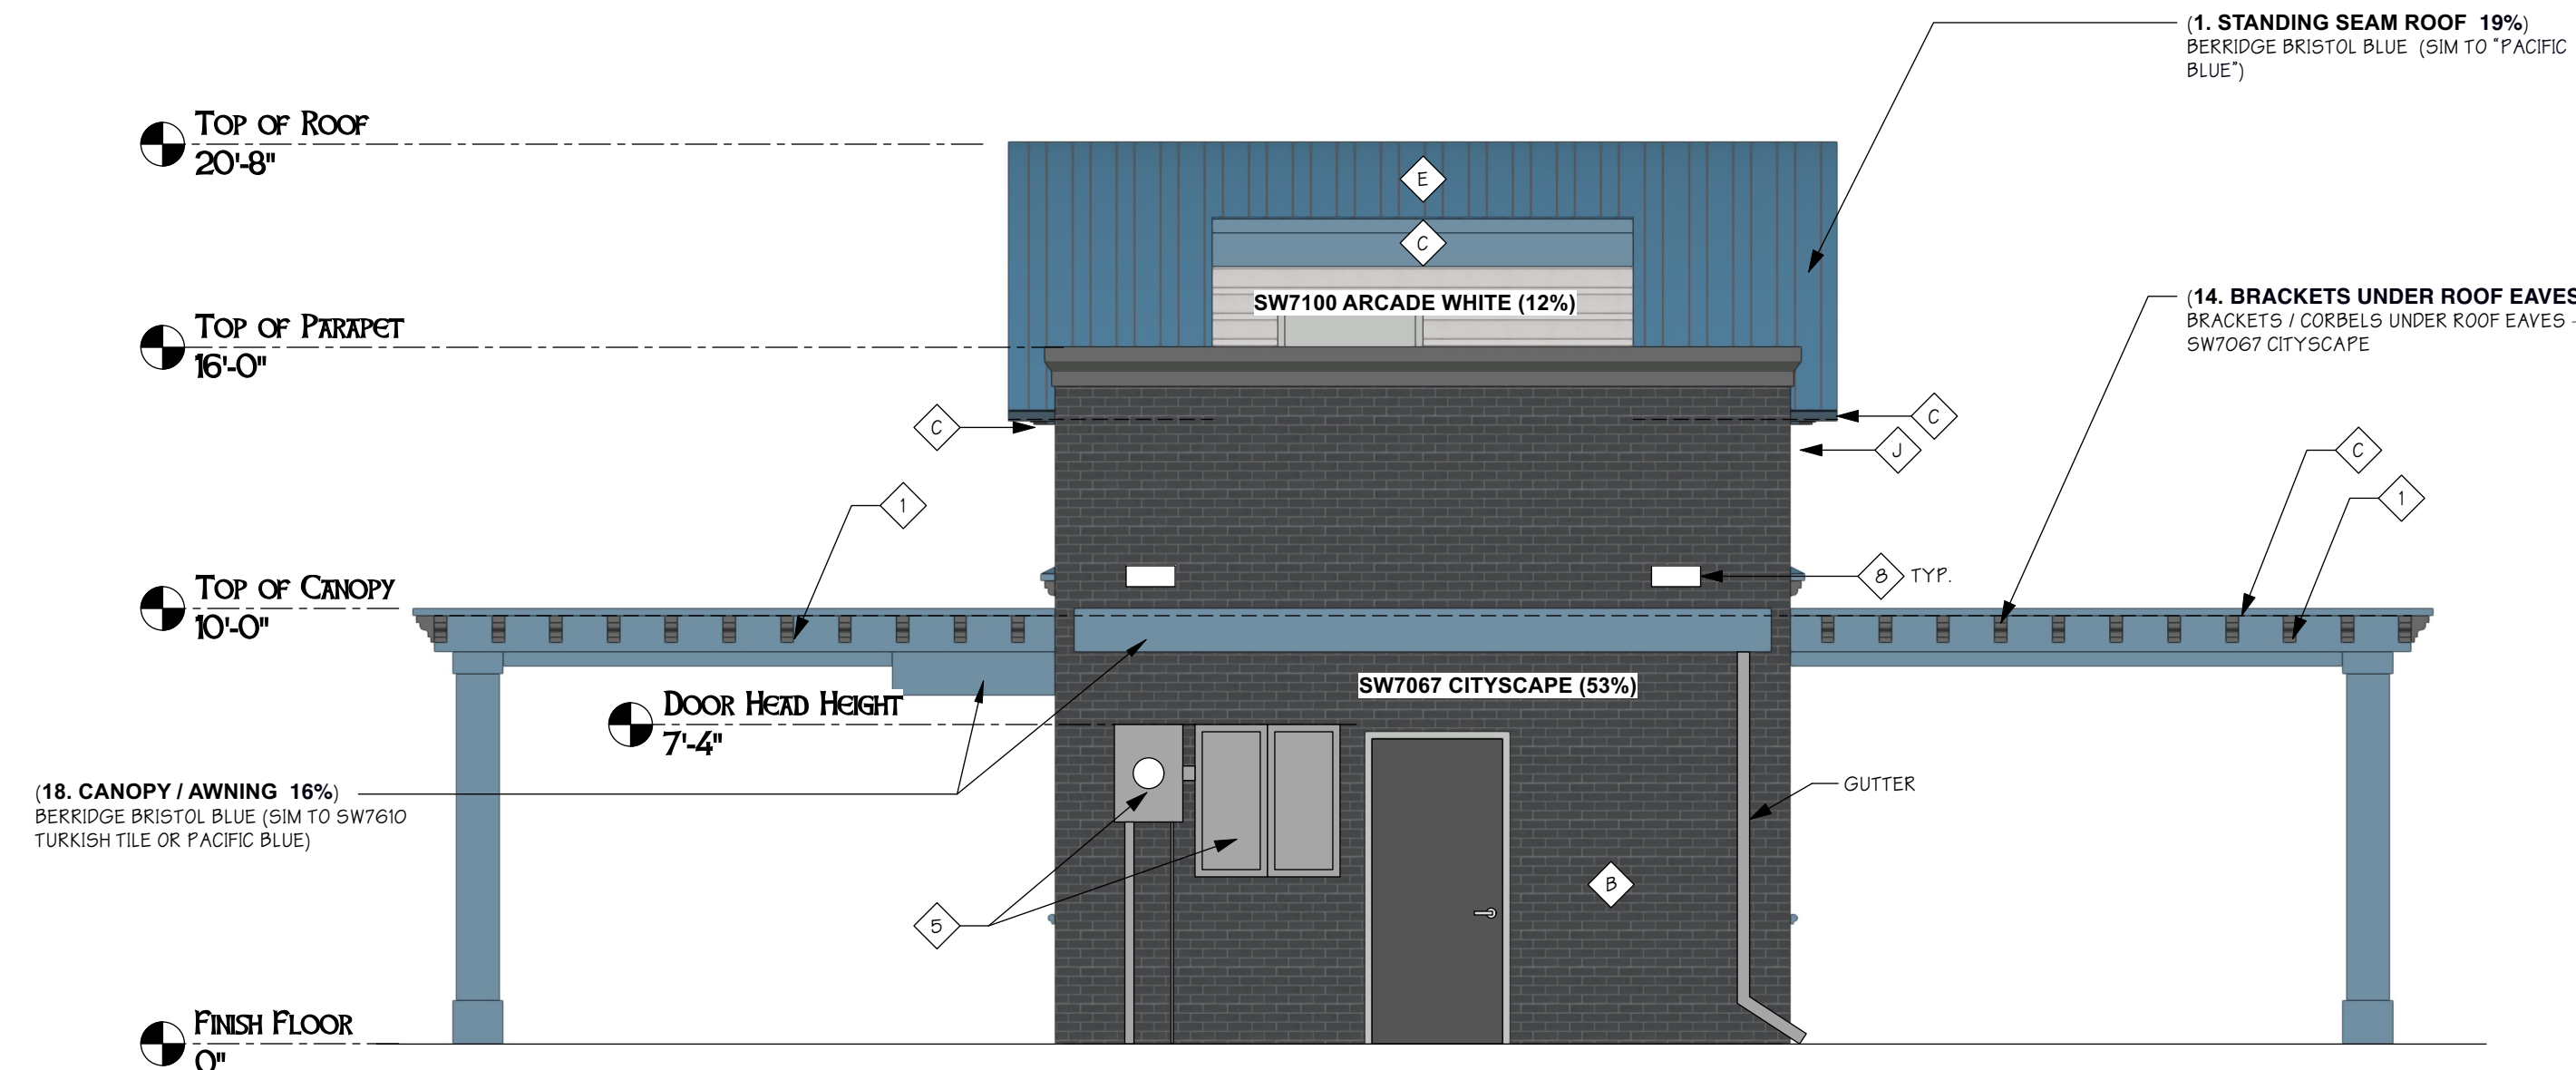 (1. STANDING SEAM ROOF 19%)
BERRIDGE BRISTOL BLUE (SIM TO "PACIFIC
BLUE")
TOP OF ROOF
20'-8"
E
C
SW7100 ARCADE WHITE (12%)
(14. BRACKETS UNDER ROOF EAVES
BRACKETS / CORBELS UNDER ROOF EAVES -
SW7067 CITYSCAPE
TOP OF PARAPET
16'-0"
C
C
J
C
1
1
8 TYP.
TOP OF CANOPY
10'-0"
SW7067 CITYSCAPE (53%)
DOOR HEAD HEIGHT
7'-4"
(18. CANOPY / AWNING 16%)
BERRIDGE BRISTOL BLUE (SIM TO SW7610
TURKISH TILE OR PACIFIC BLUE)
GUTTER
B
5
FINISH FLOOR
0"